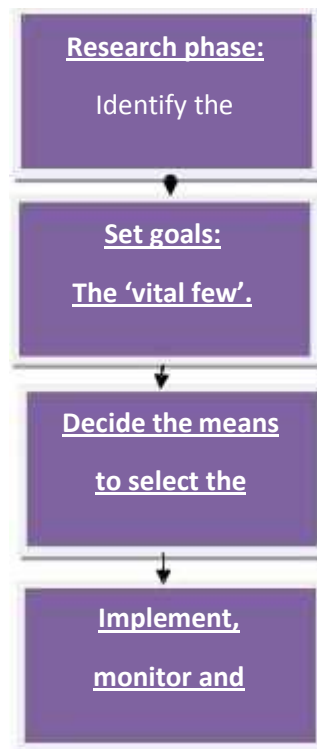 Research phase:
Identify the
Set goals:
The ‘vital few’.
Decide the means
to select the
Implement,
monitor and